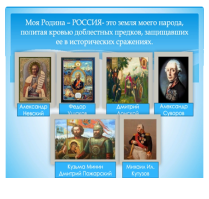 Моя Родина – РОССИЯ- это земля моего народа,
политая кровью доблестных предков, защищавших
ее в исторических сражениях.
Александр
Невский
Федор
Дмитрий
Донской
Александр
Суворов
Кузьма Минин
Дмитрий Пожарский
Михаил Ил.
Кутузов